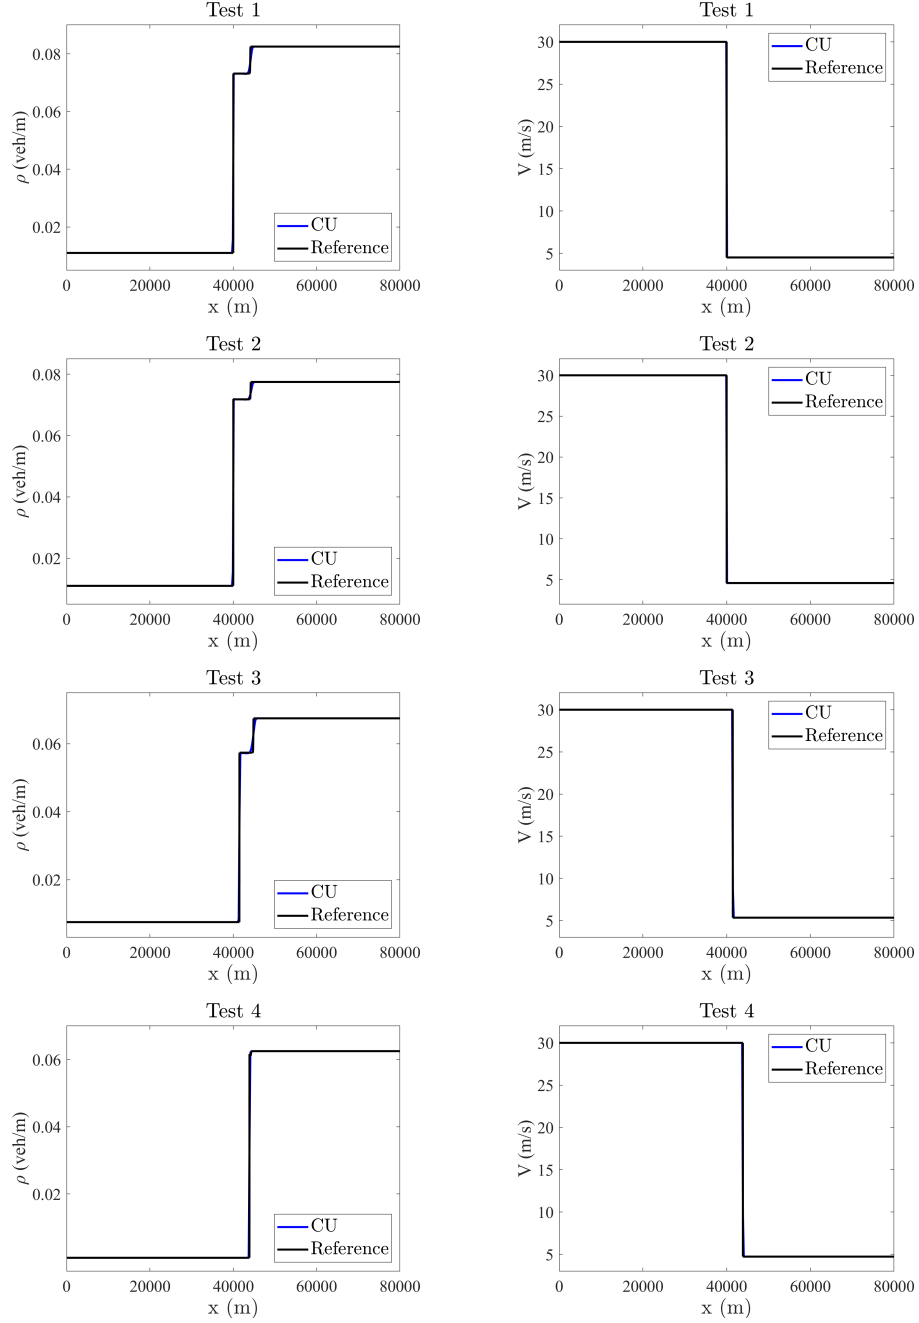 Test 1
0.08
0.06
0.04
0.02
ρ (veh/m)
CU
Reference
0 20000 40000 60000 80000
x (m)
Test 1
30
25
20
15
10
5
V (m/s)
CU
Reference
0 20000 40000 60000 80000
x (m)
Test 2
0.08
0.06
0.04
0.02
ρ (veh/m)
CU
Reference
0 20000 40000 60000 80000
x (m)
Test 2
30
25
20
15
10
5
V (m/s)
CU
Reference
0 20000 40000 60000 80000
x (m)
Test 3
0.06
0.04
0.02
ρ (veh/m)
CU
Reference
0 20000 40000 60000 80000
x (m)
Test 3
30
25
20
15
10
5
V (m/s)
CU
Reference
0 20000 40000 60000 80000
x (m)
Test 4
0.06
0.04
0.02
ρ (veh/m)
CU
Reference
0 20000 40000 60000 80000
x (m)
Test 4
30
25
20
15
10
5
V (m/s)
CU
Reference
0 20000 40000 60000 80000
x (m)